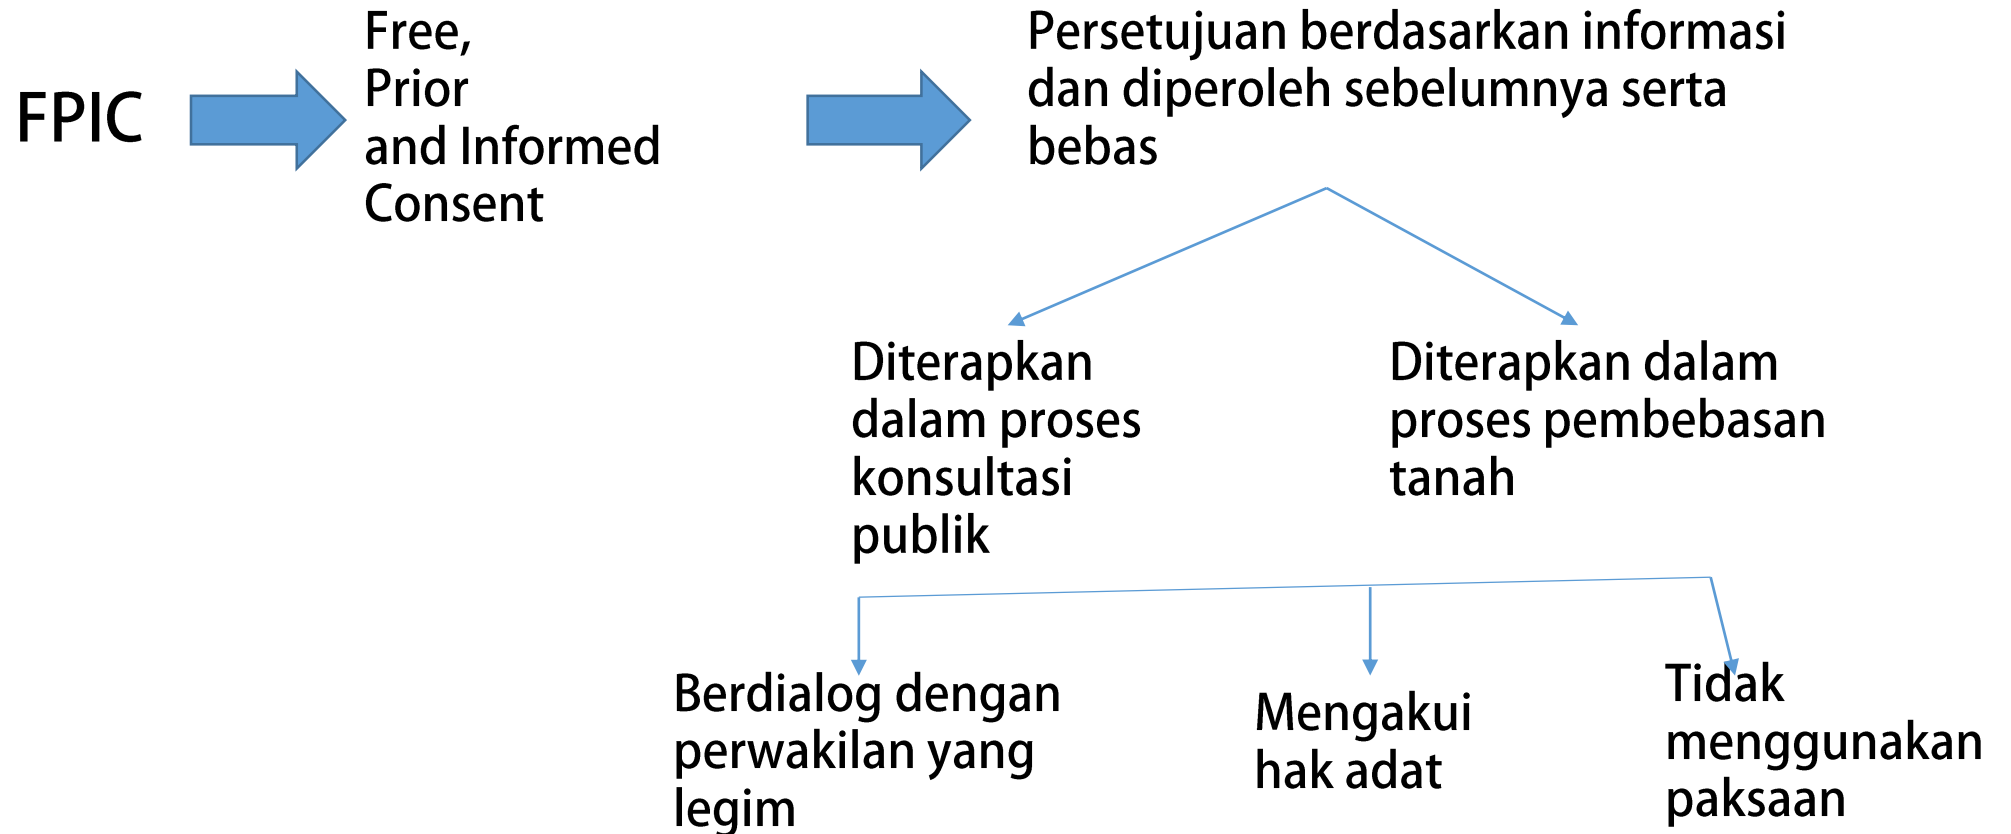 FPIC
Free,
Prior
and Informed
Consent
Persetujuan berdasarkan informasi
dan diperoleh sebelumnya serta
bebas
Diterapkan
dalam proses
konsultasi
publik
Diterapkan dalam
proses pembebasan
tanah
Berdialog dengan
perwakilan yang
legim
Mengakui
hak adat
Tidak
menggunakan
paksaan